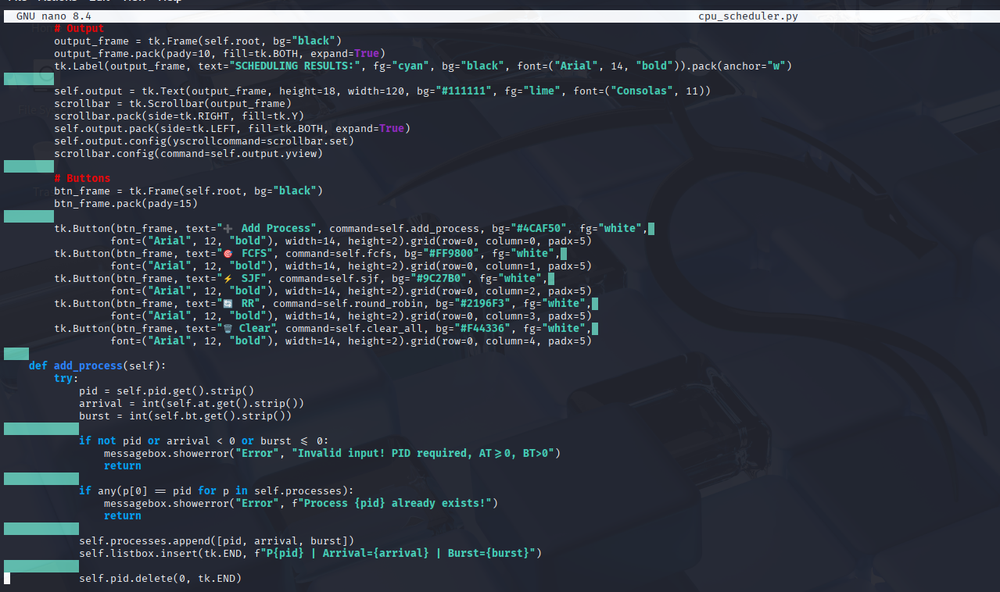 GNU nano 8.4 cpu_scheduler.py
# Output
output_frame = tk.Frame(self.root, bg="black")
output_frame.pack(pady=10, fill=tk.BOTH, expand=True)
tk.Label(output_frame, text="SCHEDULING RESULTS:", fg="cyan", bg="black", font=("Arial", 14, "bold")).pack(anchor="w")
self.output = tk.Text(output_frame, height=18, width=120, bg="#111111", fg="lime", font=("Consolas", 11))
scrollbar = tk.Scrollbar(output_frame)
scrollbar.pack(side=tk.RIGHT, fill=tk.Y)
self.output.pack(side=tk.LEFT, fill=tk.BOTH, expand=True)
self.output.config(yscrollcommand=scrollbar.set)
scrollbar.config(command=self.output.yview)
# Buttons
btn_frame = tk.Frame(self.root, bg="black")
btn_frame.pack(pady=15)
tk.Button(btn_frame, text="➕ Add Process", command=self.add_process, bg="#4CAF50", fg="white",
font=("Arial", 12, "bold"), width=14, height=2).grid(row=0, column=0, padx=5)
tk.Button(btn_frame, text="🎯 FCFS", command=self.fcfs, bg="#FF9800", fg="white",
font=("Arial", 12, "bold"), width=14, height=2).grid(row=0, column=1, padx=5)
tk.Button(btn_frame, text="⚡ SJF", command=self.sjf, bg="#9C27B0", fg="white",
font=("Arial", 12, "bold"), width=14, height=2).grid(row=0, column=2, padx=5)
tk.Button(btn_frame, text="🔄 RR", command=self.round_robin, bg="#2196F3", fg="white",
font=("Arial", 12, "bold"), width=14, height=2).grid(row=0, column=3, padx=5)
tk.Button(btn_frame, text="🗑️ Clear", command=self.clear_all, bg="#F44336", fg="white",
font=("Arial", 12, "bold"), width=14, height=2).grid(row=0, column=4, padx=5)
def add_process(self):
try:
pid = self.pid.get().strip()
arrival = int(self.at.get().strip())
burst = int(self.bt.get().strip())
if not pid or arrival < 0 or burst <= 0:
messagebox.showerror("Error", "Invalid input! PID required, AT>=0, BT>0")
return
if any(p[0] == pid for p in self.processes):
messagebox.showerror("Error", f"Process {pid} already exists!")
return
self.processes.append([pid, arrival, burst])
self.listbox.insert(tk.END, f"P{pid} | Arrival={arrival} | Burst={burst}")
self.pid.delete(0, tk.END)